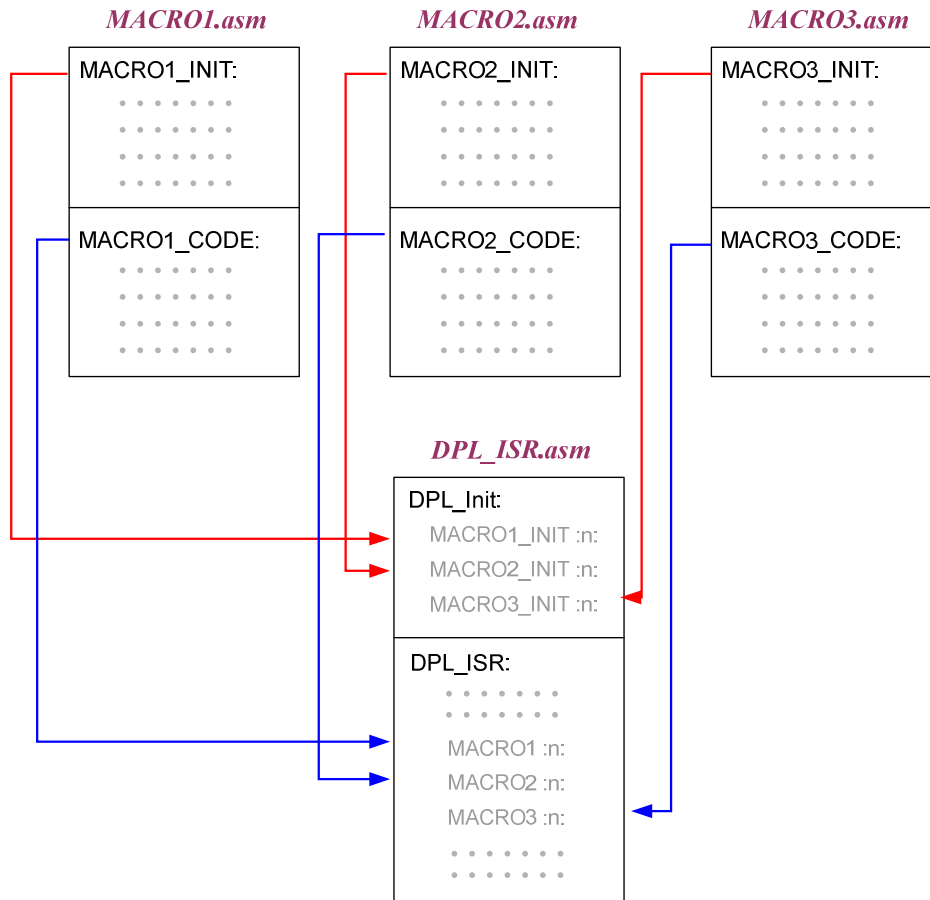 MACRO1.asm
MACRO2.asm
MACRO3.asm
MACRO1_INIT:
MACRO2_INIT:
MACRO3_INIT:
MACRO1_CODE:
MACRO2_CODE:
MACRO3_CODE:
DPL_ISR.asm
DPL_Init:
MACRO1_INIT :n:
MACRO2_INIT :n:
MACRO3_INIT :n:
DPL_ISR:
MACRO1 :n:
MACRO2 :n:
MACRO3 :n: